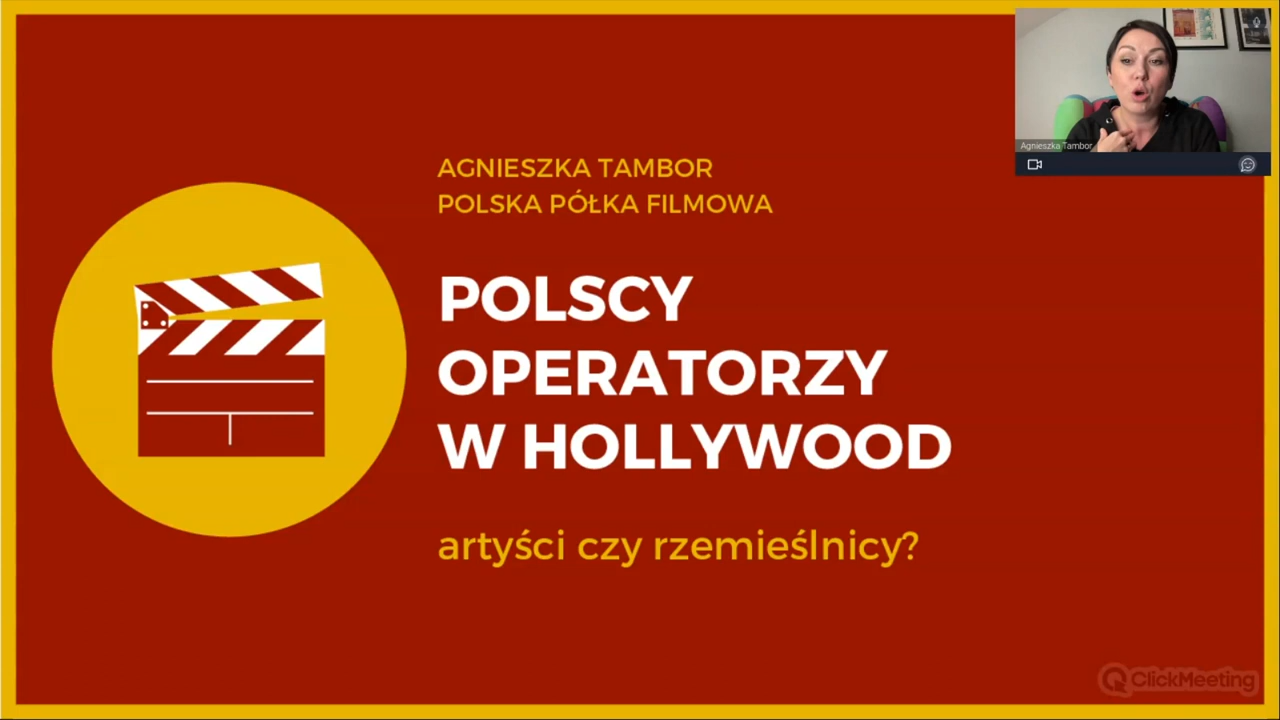 AGNIESZKA TAMBOR
POLSKA PÓŁKA FILMOWA
POLSCY
OPERATORZY
W HOLLYWOOD
artyści czy rzemieślnicy?
Agnieszka Tambor
ClickMeeting